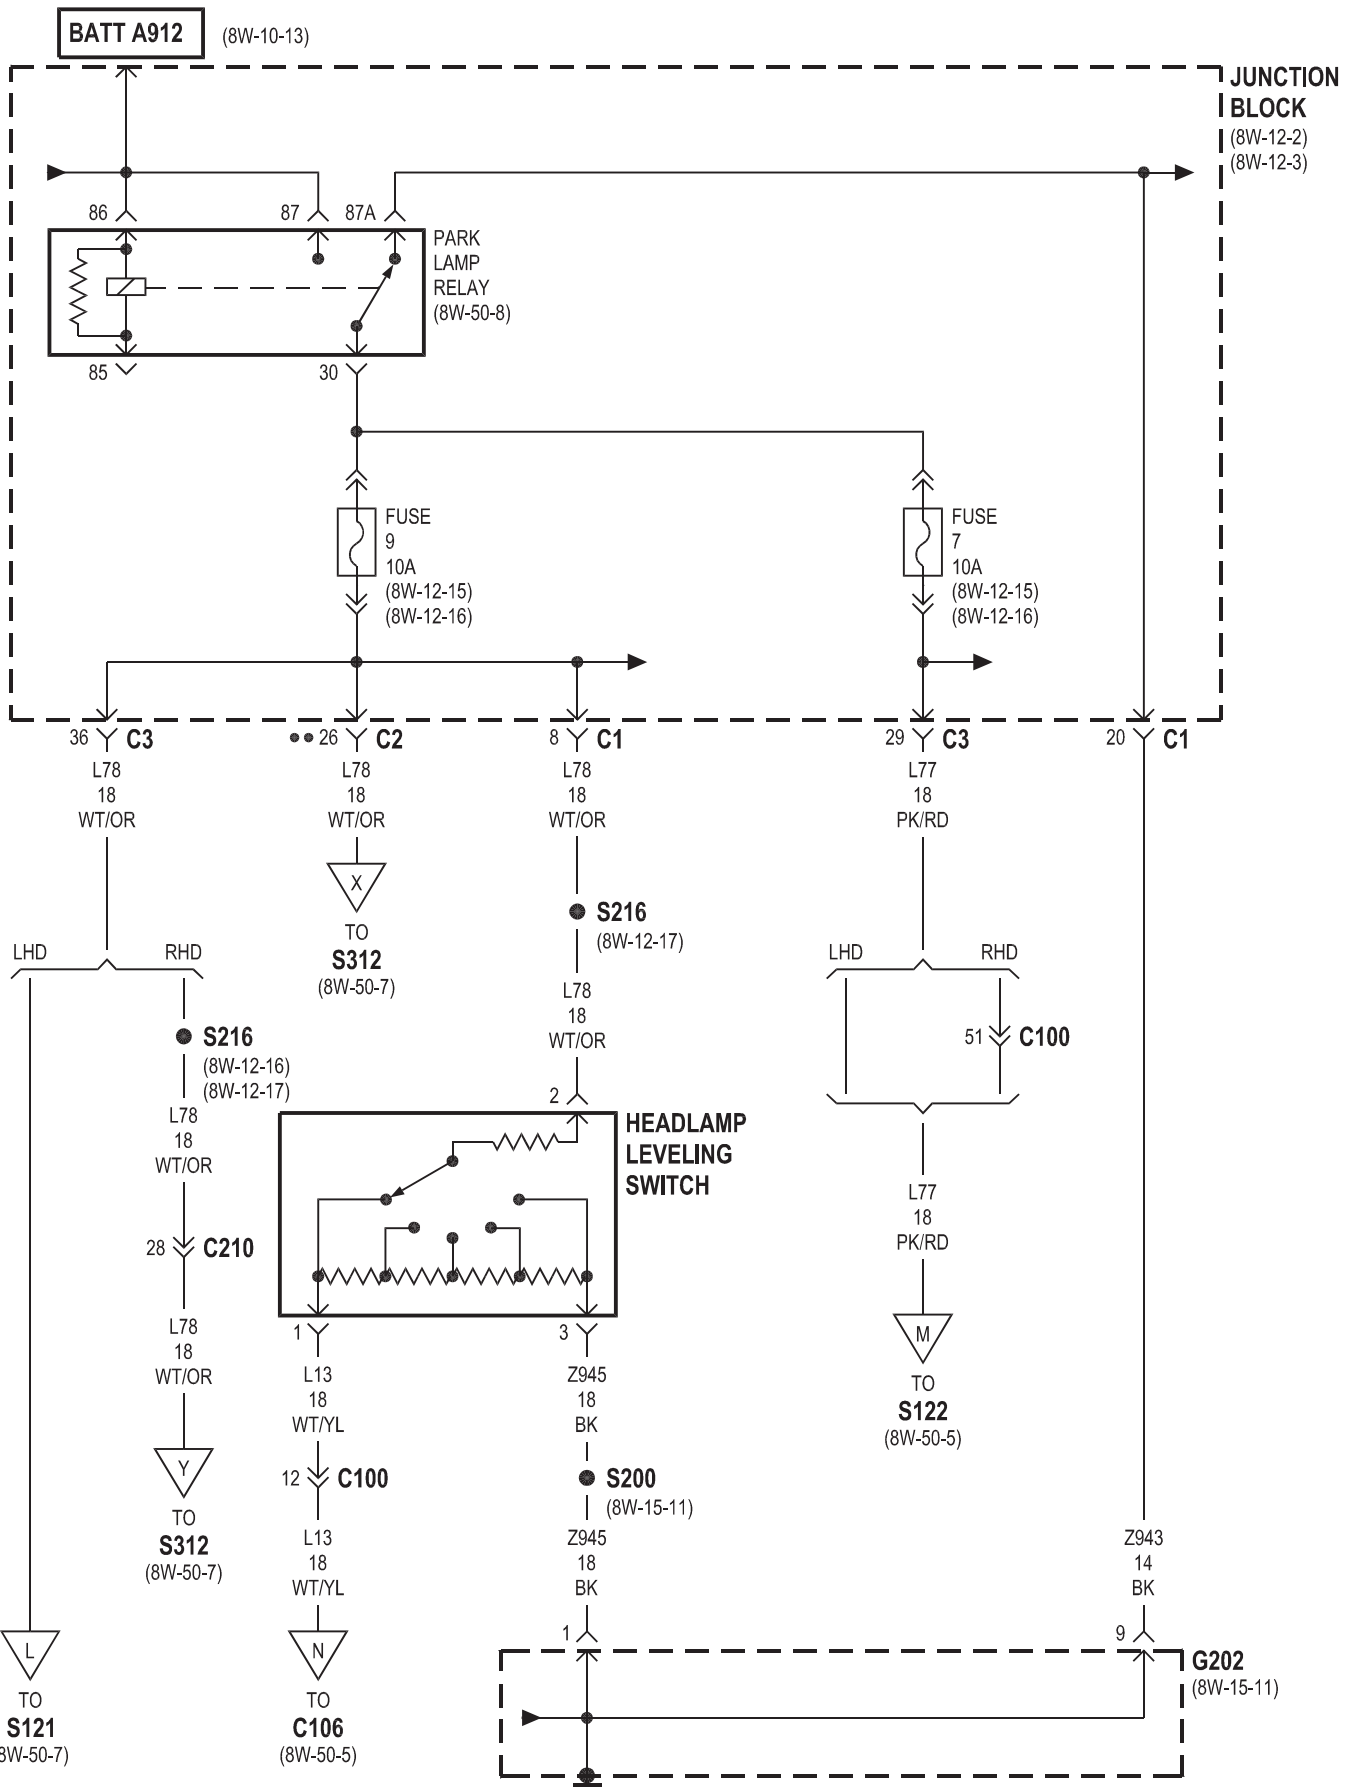 BATT A912 (8W-10-13)
JUNCTION
BLOCK
(8W-12-2)
(8W-12-3)
86
87
87A
PARK
LAMP
RELAY
(8W-50-8)
85
30
FUSE
9
10A
(8W-12-15)
(8W-12-16)
FUSE
7
10A
(8W-12-15)
(8W-12-16)
36 C3
26 C2
8 C1
29 C3
20 C1
L78
18
WT/OR
L78
18
WT/OR
L78
18
WT/OR
L77
18
PK/RD
X
TO
S312
(8W-50-7)
S216
(8W-12-17)
L78
18
WT/OR
LHD
RHD
LHD
RHD
S216
(8W-12-16)
(8W-12-17)
L78
18
WT/OR
51 C100
2
HEADLAMP
LEVELING
SWITCH
28 C210
L78
18
WT/OR
L77
18
PK/RD
M
TO
S122
(8W-50-5)
1
3
L13
18
WT/YL
Z945
18
BK
Y
TO
S312
(8W-50-7)
12 C100
S200
(8W-15-11)
L13
18
WT/YL
Z945
18
BK
Z943
14
BK
L
TO
S121
8W-50-7)
N
TO
C106
(8W-50-5)
1
9
G202
(8W-15-11)